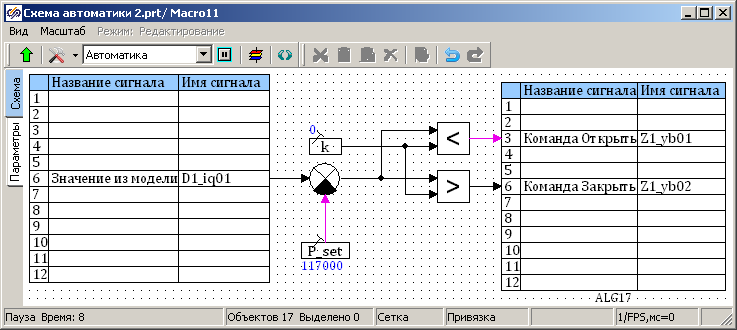 Схема автоматики 2.prt/ Macro11
Вид Масштаб Режим: Редактирование
Автоматика
Схема
Параметры
Название сигнала Имя сигнала
1
2
3
4
5
6 Значение из модели D1_iq01
7
8
9
10
11
12
0
k
P_set
117000
<
>
Название сигнала Имя сигнала
1
2
3 Команда Открыть Z1_yb01
4
5
6 Команда Закрыть Z1_yb02
7
8
9
10
11
12
ALG17
Пауза Время: 8 Объектов 17 Выделено 0 Сетка Привязка 1/FPS,мс=0